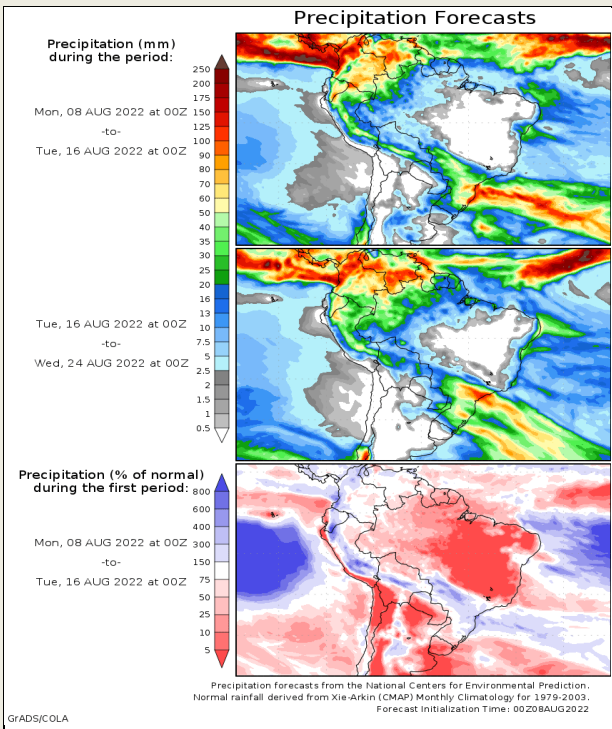 Precipitation Forecasts
Precipitation (mm)
during the period:
Mon, 08 AUG 2022 at 00Z
-to-
Tue, 16 AUG 2022 at 00Z
250
200
175
150
125
100
90
80
70
60
50
40
35
30
25
20
16
13
10
7.5
5
2.5
2
1.5
1
0.5
Tue, 16 AUG 2022 at 00Z
-to-
Wed, 24 AUG 2022 at 00Z
Precipitation (% of normal)
during the first period:
Mon, 08 AUG 2022 at 00Z
-to-
Tue, 16 AUG 2022 at 00Z
800
600
400
300
150
75
50
25
10
5
Precipitation forecasts from the National Centers for Environmental Prediction.
Normal rainfall derived from Xie-Arkin (CMAP) Monthly Climatology for 1979-2003.
Forecast Initialization Time: 00Z08AUG2022
GrADS/COLA